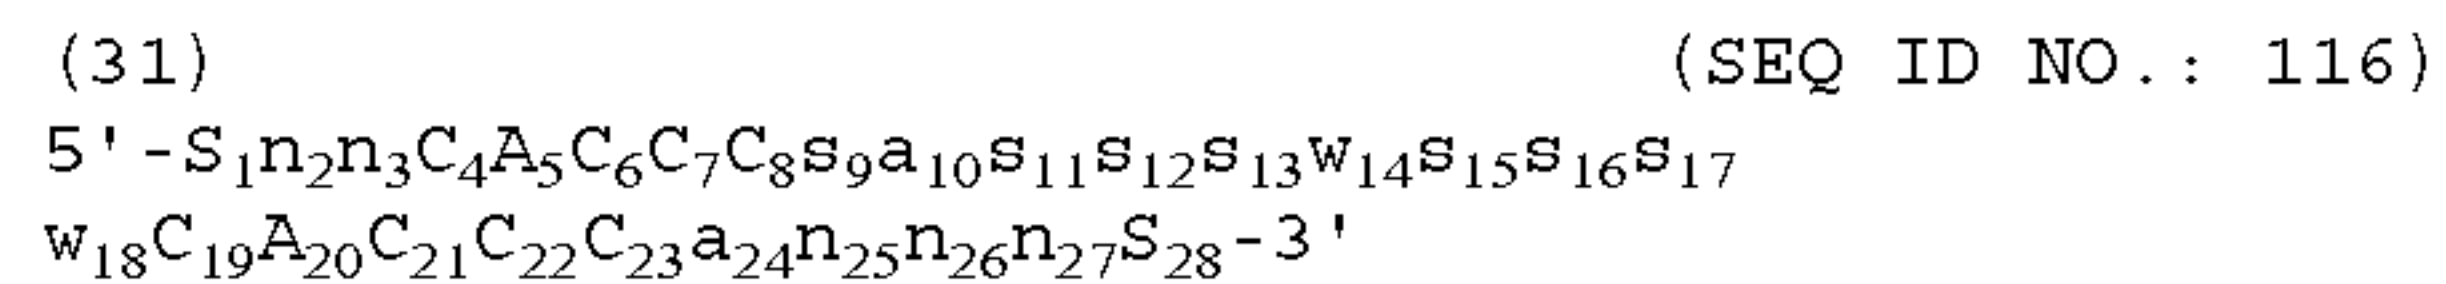 (31) (SEQ ID NO.: 116)
5'-S₁n₂n₃C₄A₅C₆C₇C₈s₉a₁₀s₁₁s₁₂s₁₃w₁₄s₁₅s₁₆s₁₇
w₁₈C₁₉A₂₀C₂₁C₂₂C₂₃a₂₄n₂₅n₂₆n₂₇S₂₈-3'